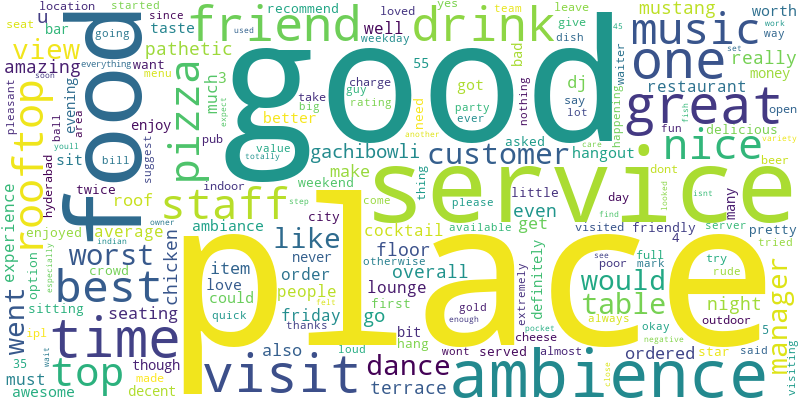 location
started
since
recommend
loved
yes
team
leave
mustang
u
bar
going
taste
well
weekday
give
45
seat
worth
work
food
friend
drink
bad
dish
used
way
view
want
pathetic
music
set
amazing
everything
menu
55
got
dj
waiter
one
really
soon
much
3
charge
guy
rating
say
lot
nothing
restaurant
money
pleasant
area
evening
pizza
expect
good
great
open
rooftop
ball
youll
bill
enjoy
take
big
need
party
ever
happening
fun
delicious
fish
hyderabad
suggest
pub
better
another
asked
hangout
nice
beer
variety
sit
value
totally
gachibowli
customer
care
dont
isnt
twice
indoor
weekend
make
thing
service
looked
many
experience
roof
staff
step
come
please
little
day
find
enjoyed
average
chicken
owner
ambiance
city
cocktail
available
even
get
visited
friendly
server
pretty
option
indian
especially
worst
like
floor
definitely
4
tried
crowd
item
never
otherwise
extremely
poor
see
full
mark
try
rude
manager
sitting
best
love
order
people
overall
would
could
felt
lounge
first
gold
enough
table
night
went
seating
quick
friday
go
cheese
always
outdoor
ipl
time
thanks
place
bit
hang
pocket
okay
negative
5
35
wait
though
also
loud
dance
wont
served
almost
star
said
must
top
made
decent
visit
terrace
ambience
close
ordered
visiting
awesome